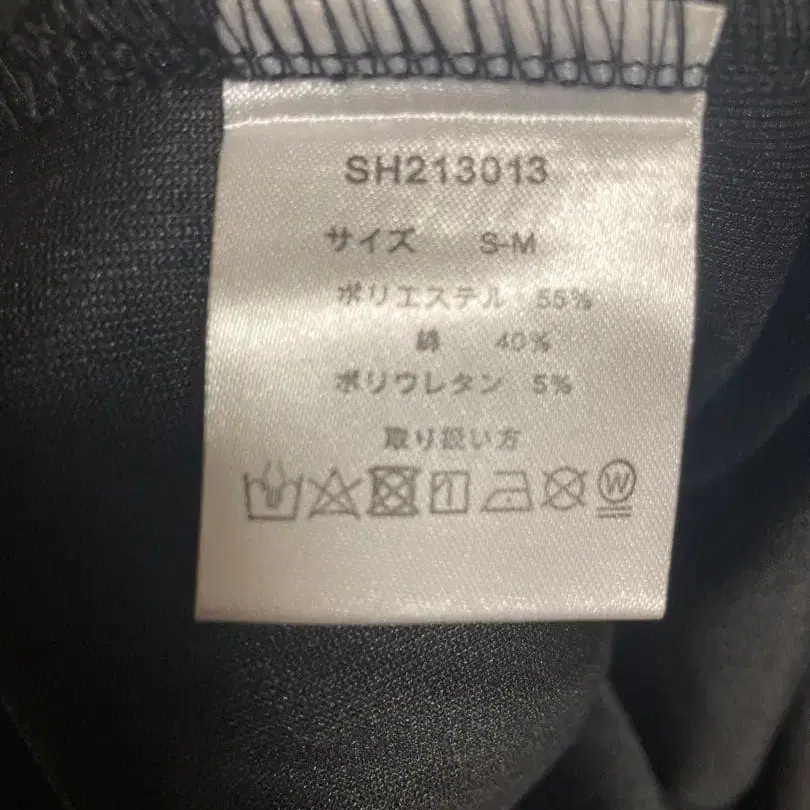 SH213013
サイズ S-M
ポリエステル 55%
綿 40%
ポリウレタン 5%
取り扱い方
W